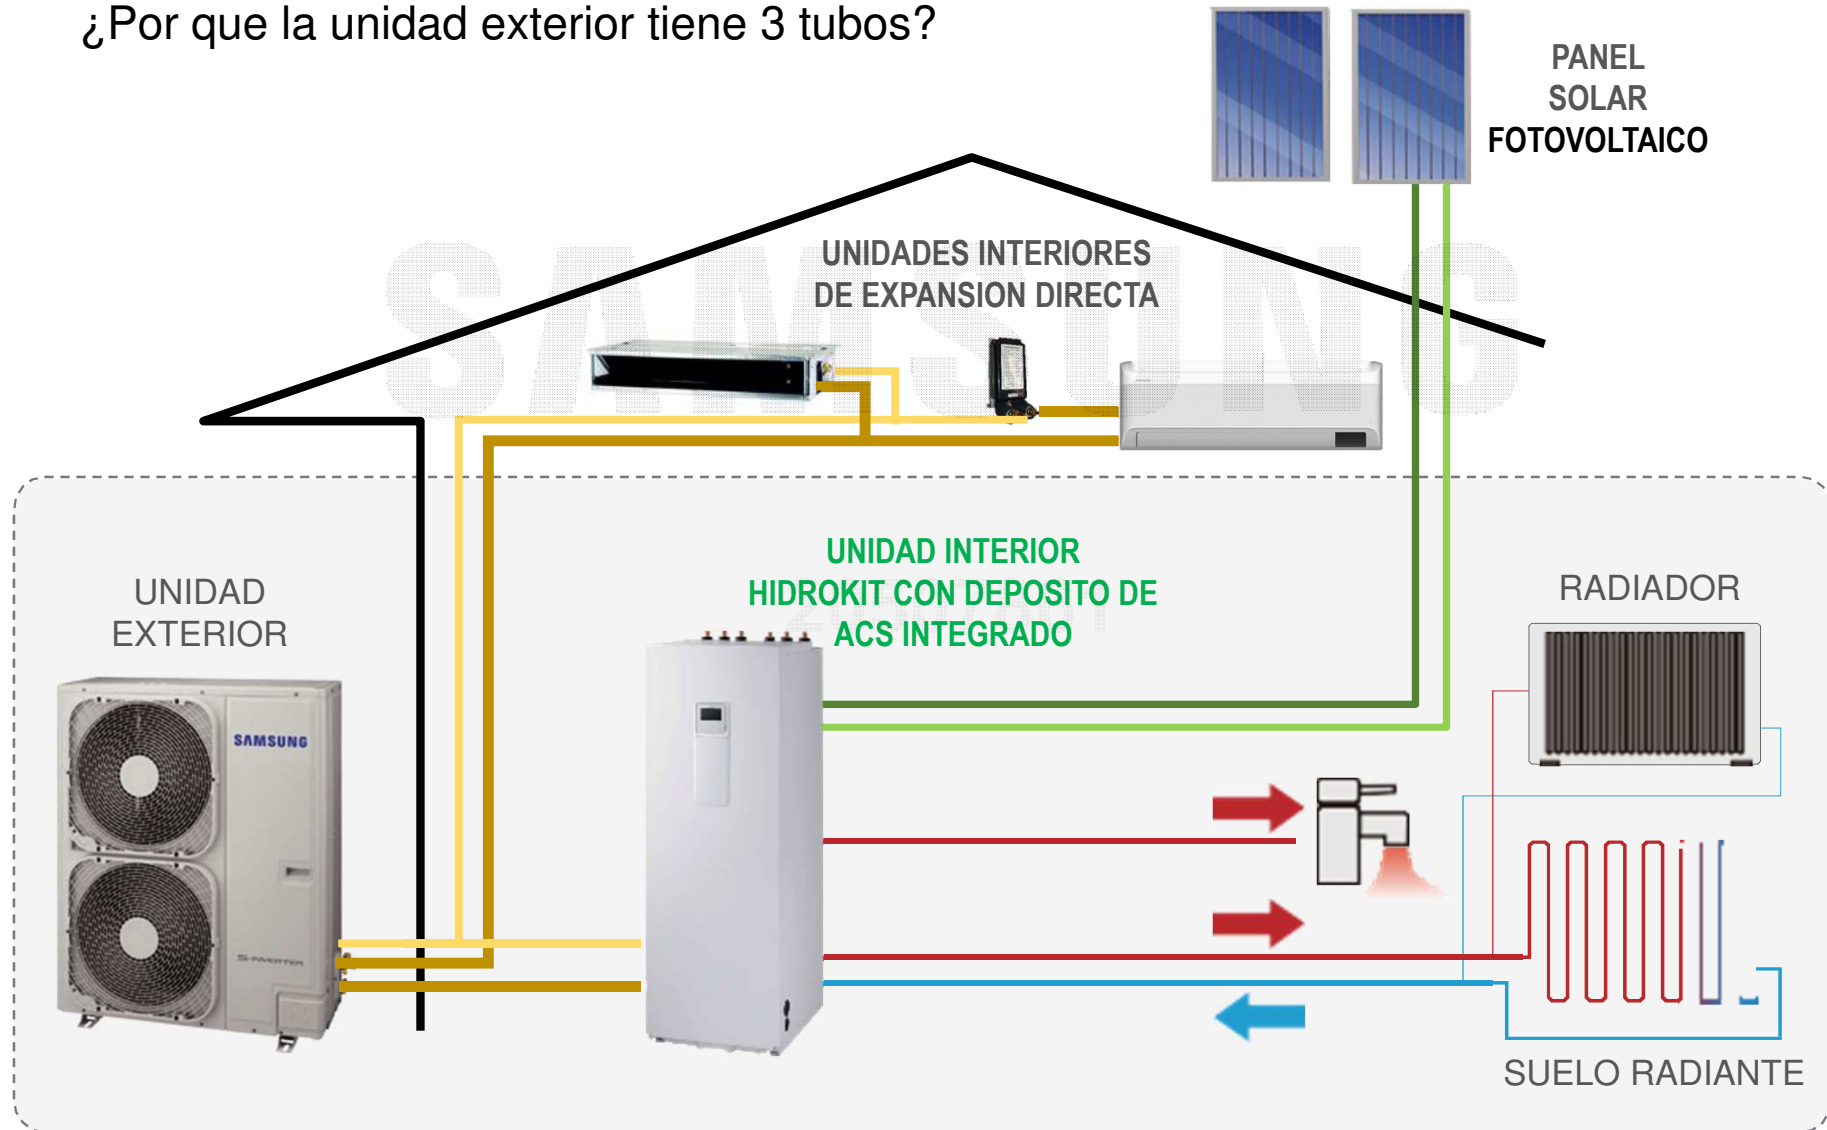 ¿Por que la unidad exterior tiene 3 tubos?
PANEL
SOLAR
FOTOVOLTAICO
SAMSUNG
UNIDADES INTERIORES
DE EXPANSION DIRECTA
UNIDAD INTERIOR
HIDROKIT CON DEPOSITO DE
ACS INTEGRADO
UNIDAD
EXTERIOR
RADIADOR
SAMSUNG
S-INVERTER
SUELO RADIANTE